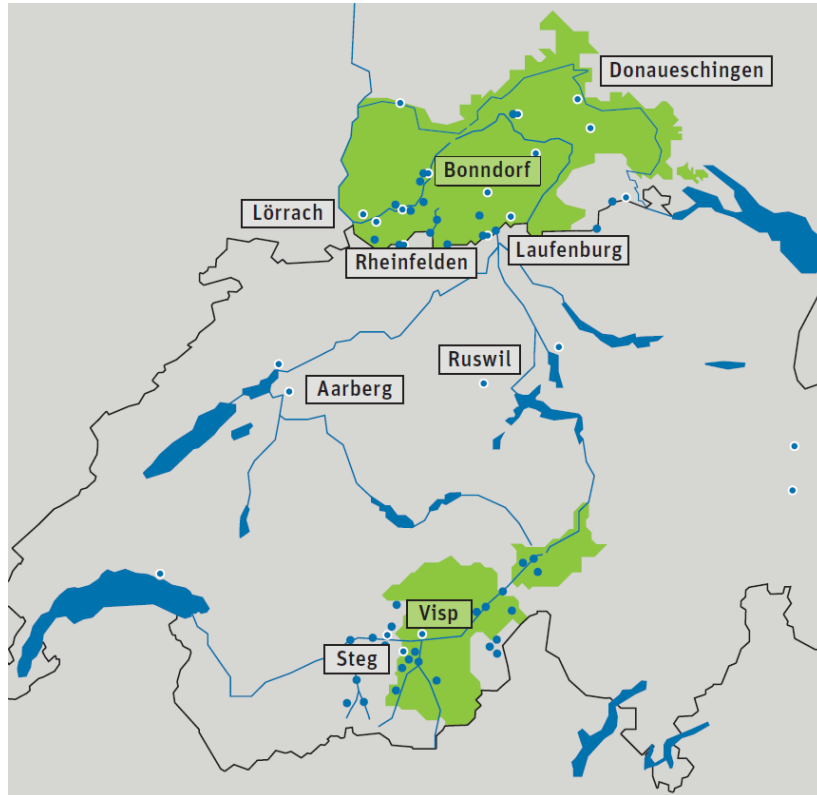 Donaueschingen
Bonndorf
Lörrach
Laufenburg
Rheinfelden
Ruswil
Aarberg
Visp
Steg